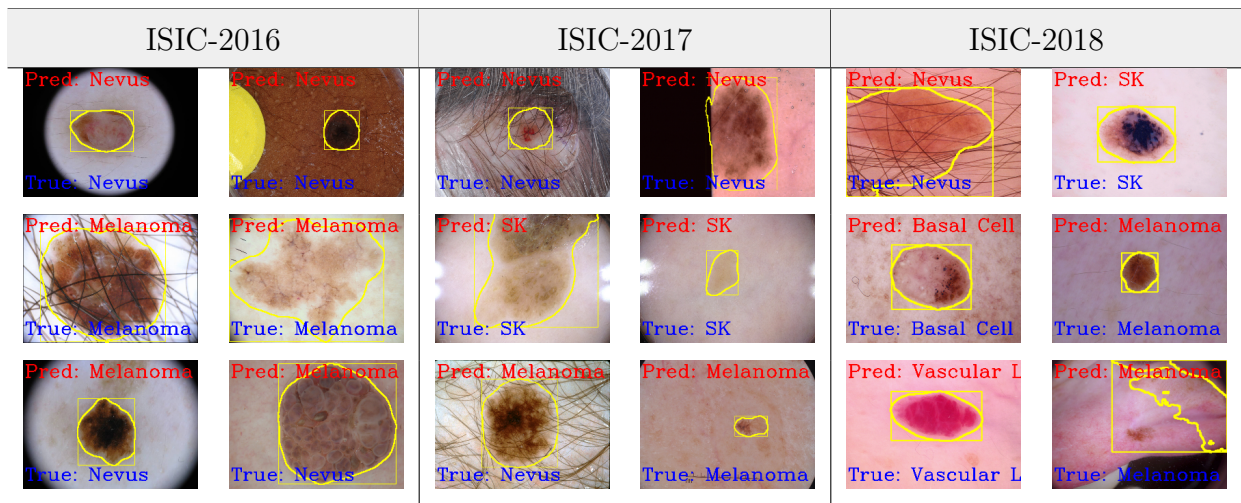 ISIC-2016 ISIC-2017 ISIC-2018
Pred: Nevus Pred: Nevus Pred: Nevus Pred: Nevus Pred: Nevus Pred: SK
True: Nevus True: Nevus True: Nevus True: Nevus True: Nevus True: SK
Pred: Melanoma Pred: Melanoma Pred: SK Pred: SK Pred: Basal Cell Pred: Melanoma
True: Melanoma True: Melanoma True: SK True: SK True: Basal Cell True: Melanoma
Pred: Melanoma Pred: Melanoma Pred: Melanoma Pred: Melanoma Pred: Vascular L Pred: Melanoma
True: Nevus True: Nevus True: Nevus True: Melanoma True: Vascular L True: Melanoma